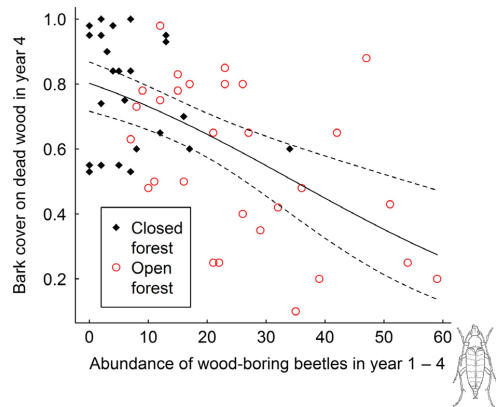 Bark cover on dead wood in year 4
1.0
0.8
0.6
0.4
0.2
Closed
forest
Open
forest
0 10 20 30 40 50 60
Abundance of wood-boring beetles in year 1 – 4